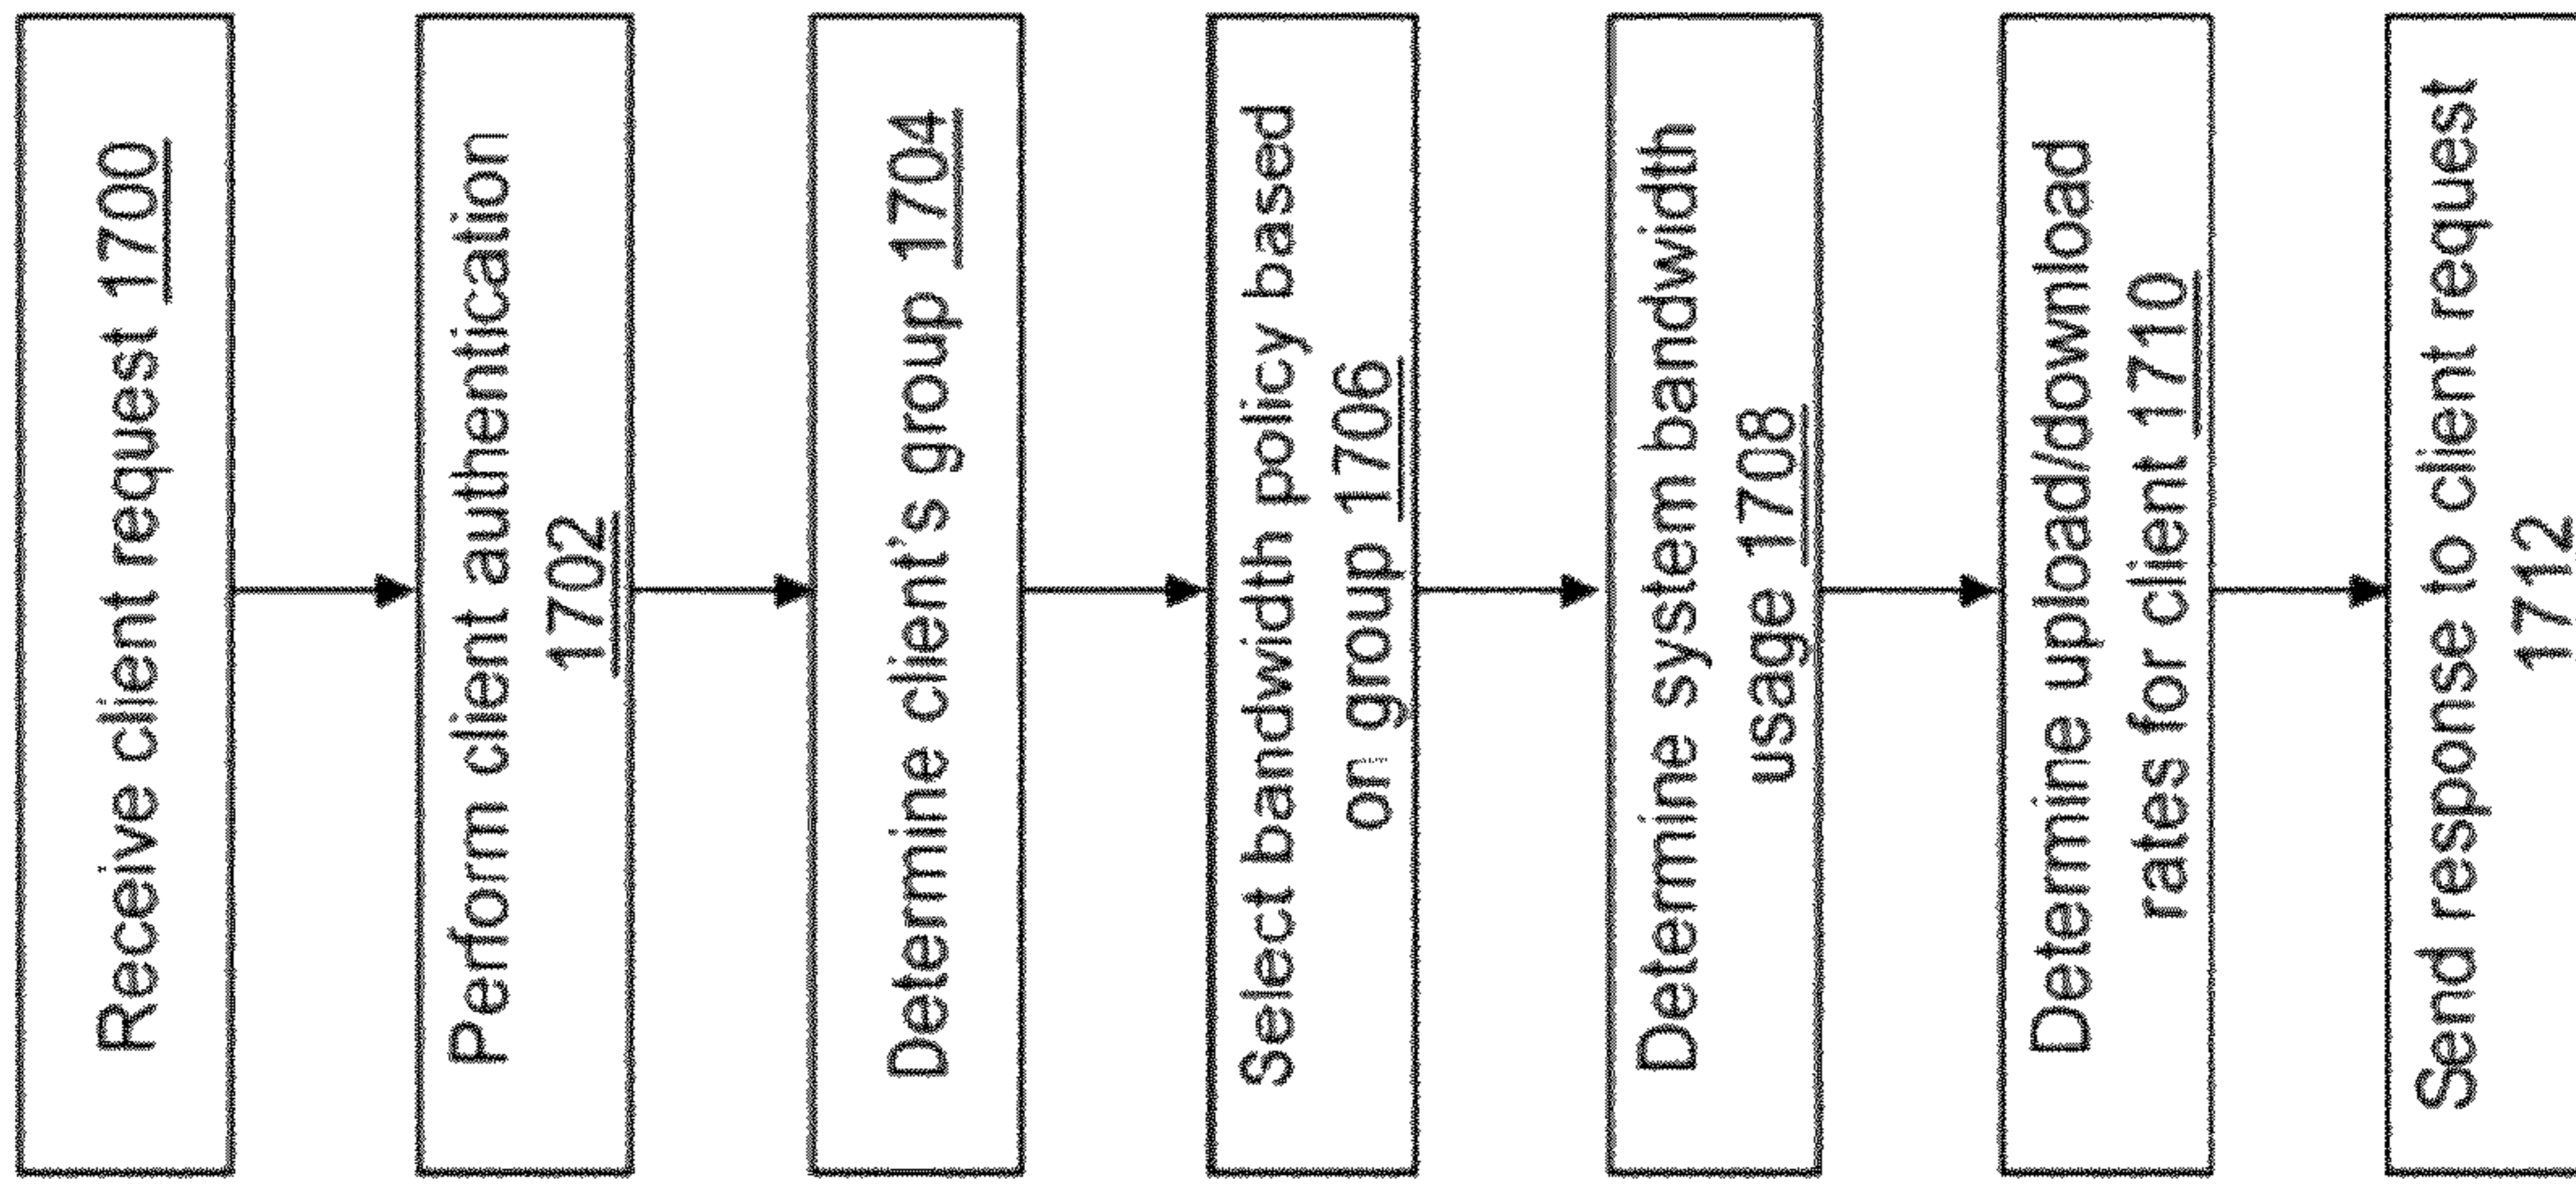 Receive client request 1700
Perform client authentication
1702
Determine client's group 1704
Select bandwidth policy based
on group 1706
Determine system bandwidth
usage 1708
Determine upload/download
rates for client 1710
Send response to client request
1712